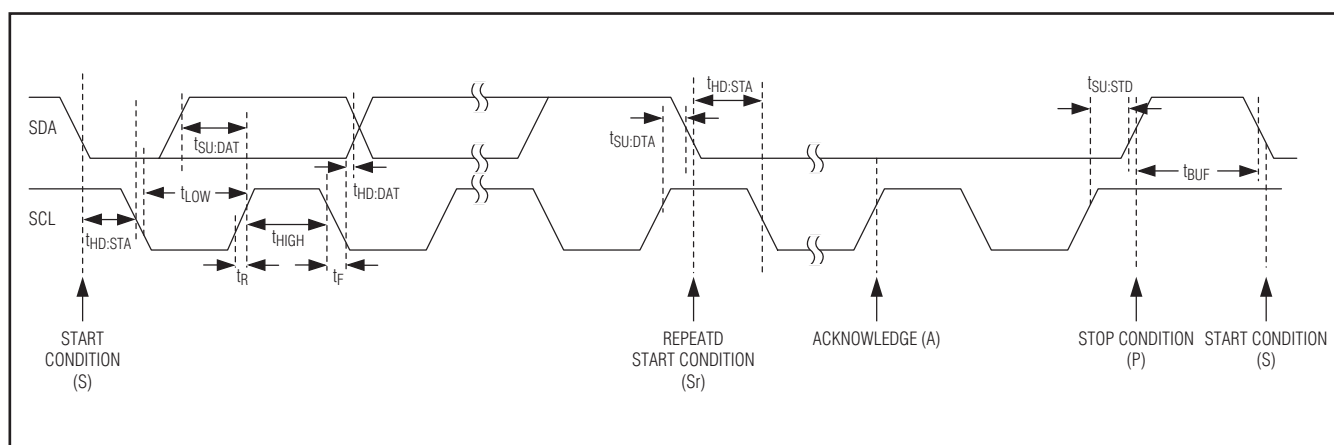 SDA
SCL
tHD:STA
tLOW
tSU:DAT
tR
tHIGH
tF
tHD:DAT
tSU:DTA
tHD:STA
tSU:STD
tBUF
START
CONDITION
(S)
REPEATD
START CONDITION
(Sr)
ACKNOWLEDGE (A)
STOP CONDITION
(P)
START CONDITION
(S)